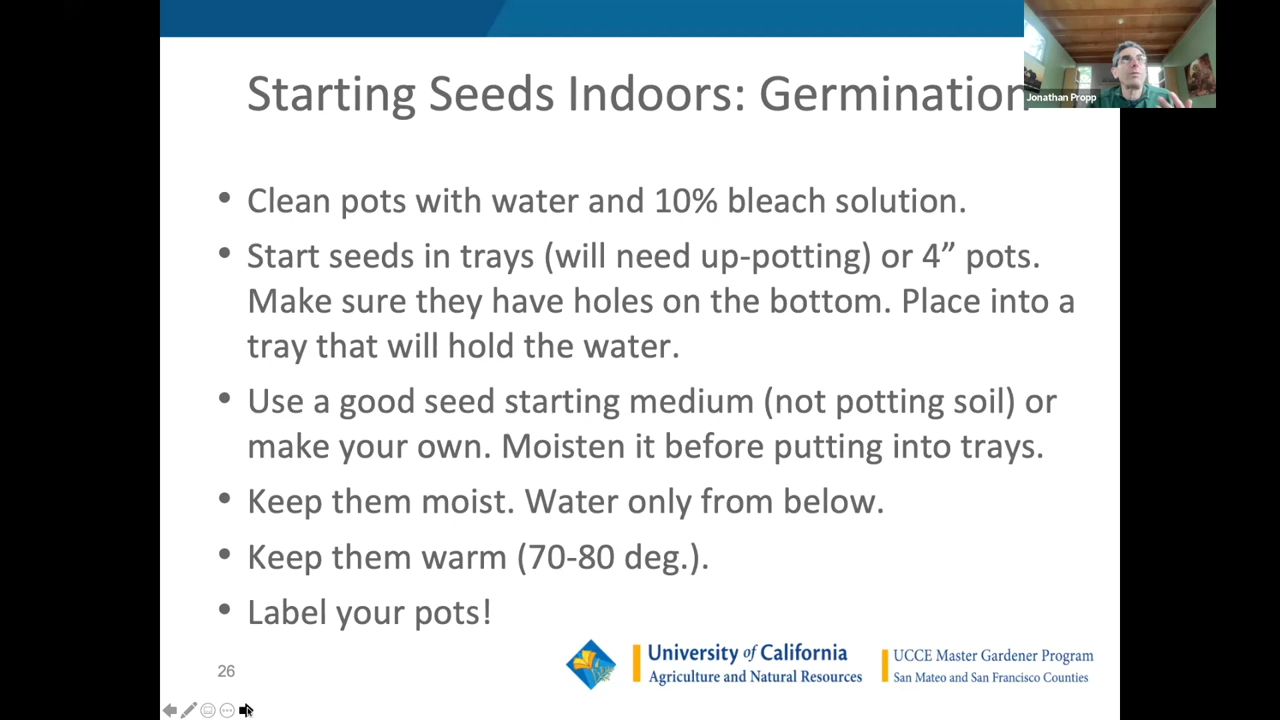 Starting Seeds Indoors: Germination
Jonathan Propp
• Clean pots with water and 10% bleach solution.
• Start seeds in trays (will need up-potting) or 4” pots.
Make sure they have holes on the bottom. Place into a
tray that will hold the water.
• Use a good seed starting medium (not potting soil) or
make your own. Moisten it before putting into trays.
• Keep them moist. Water only from below.
• Keep them warm (70-80 deg.).
• Label your pots!
26
University of California
Agriculture and Natural Resources
UCCE Master Gardener Program
San Mateo and San Francisco Counties